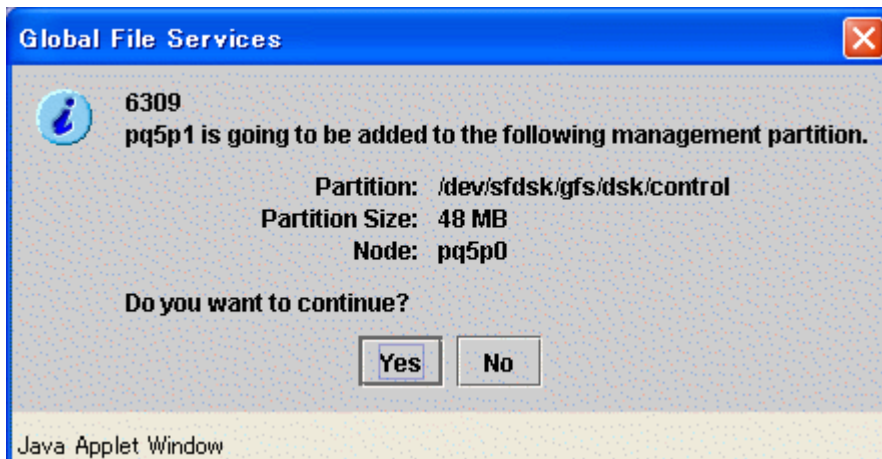 Global File Services
6309
pq5p1 is going to be added to the following management partition.
Partition: /dev/sfdsk/gfs/dsk/control
Partition Size: 48 MB
Node: pq5p0
Do you want to continue?
Yes No
Java Applet Window